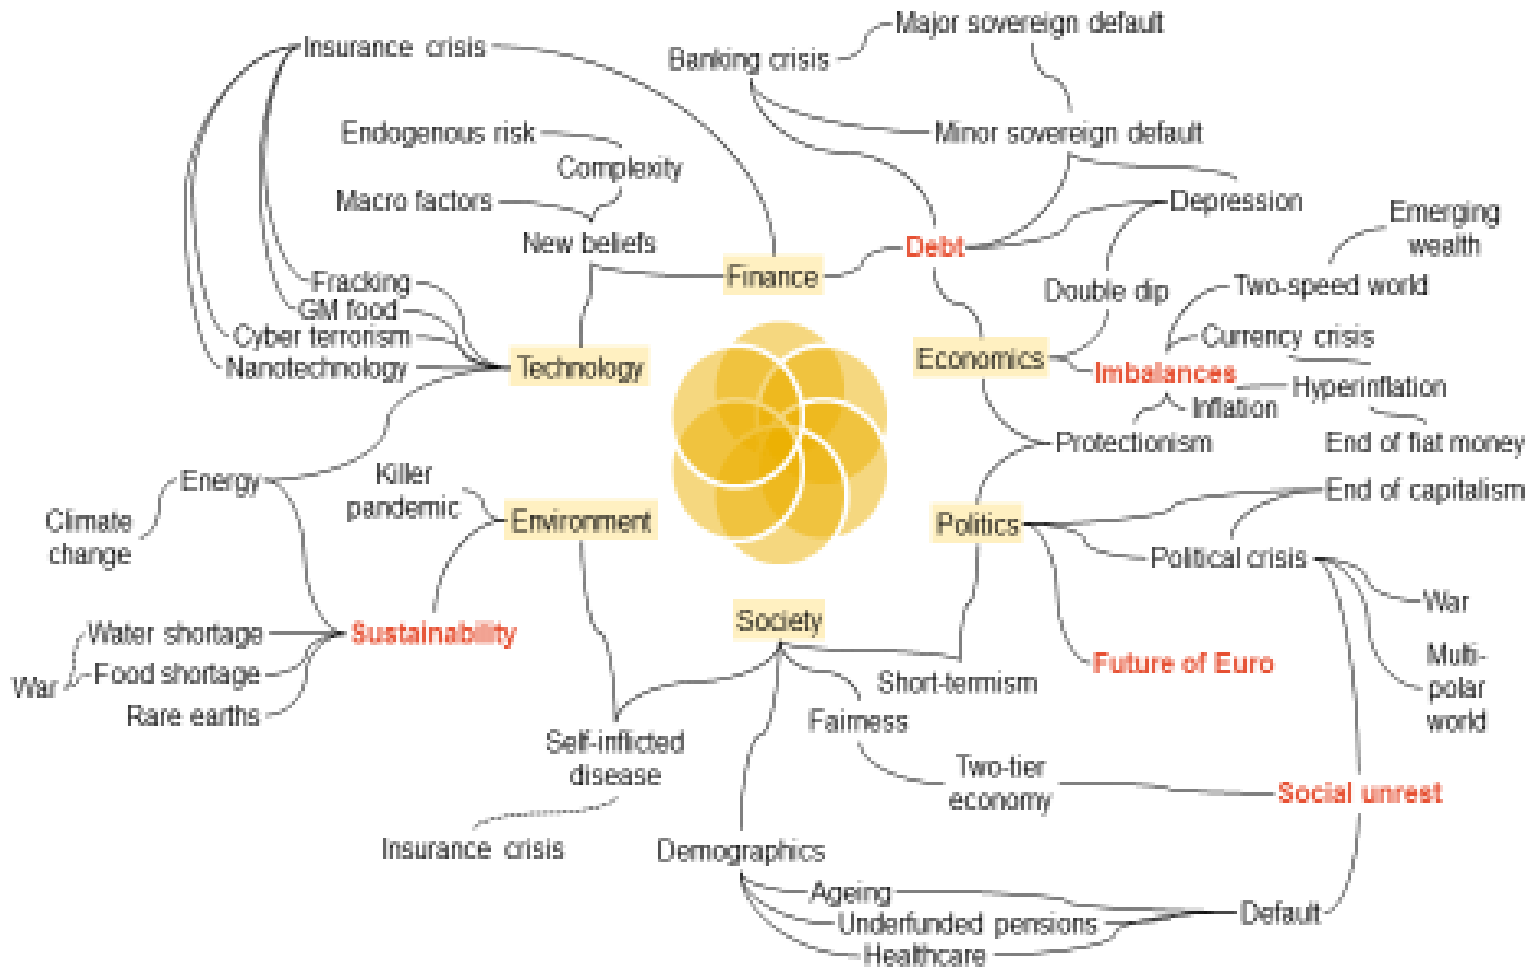 Major sovereign default
Insurance crisis
Banking crisis
Endogenous risk
Minor sovereign default
Complexity
Macro factors
Depression
Emerging
wealth
New beliefs
Debt
Finance
Fracking
Double dip
Two-speed world
GM food
Cyber terrorism
Currency crisis
Nanotechnology
Technology
Economics
Imbalances
Hyperinflation
Inflation
Protectionism
End of fiat money
Energy
Killer
pandemic
End of capitalism
Climate
change
Environment
Politics
Political crisis
War
Society
Water shortage
Sustainability
Future of Euro
Multi-
polar
world
War
Food shortage
Short-termism
Rare earths
Fairness
Self-inflicted
disease
Two-tier
economy
Social unrest
Insurance crisis
Demographics
Ageing
Default
Underfunded pensions
Healthcare